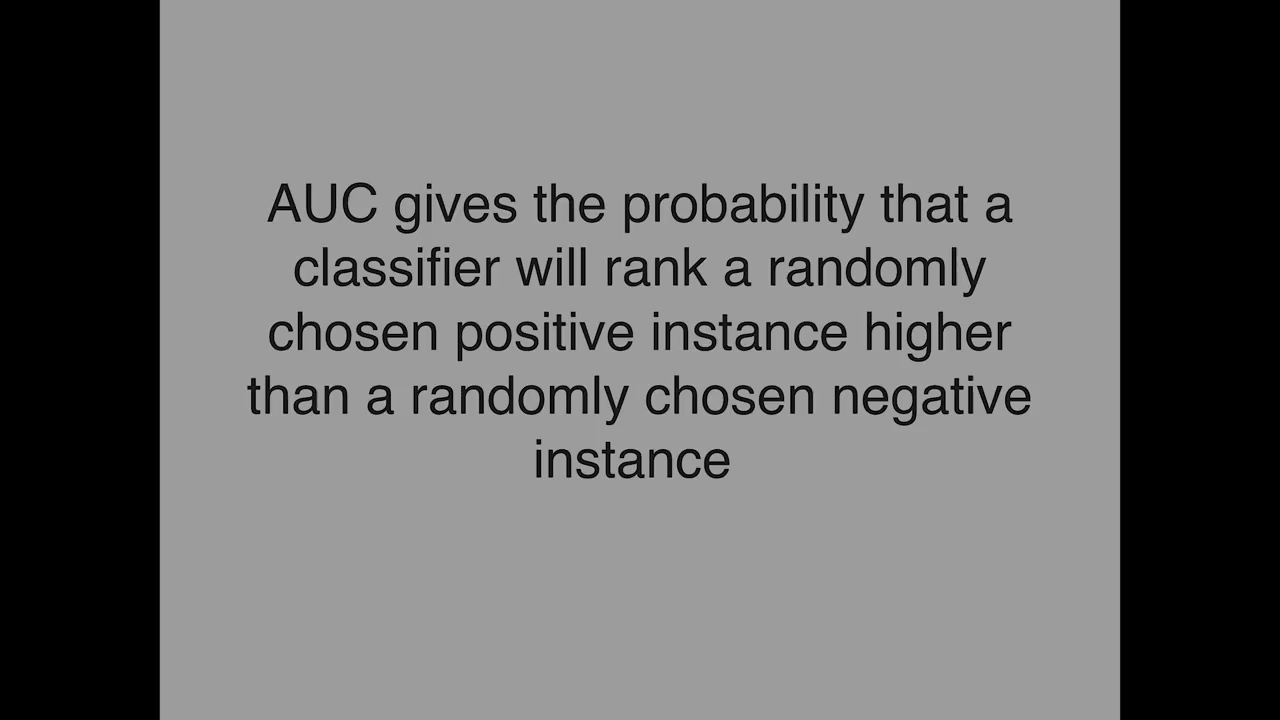 AUC gives the probability that a
classifier will rank a randomly
chosen positive instance higher
than a randomly chosen negative
instance